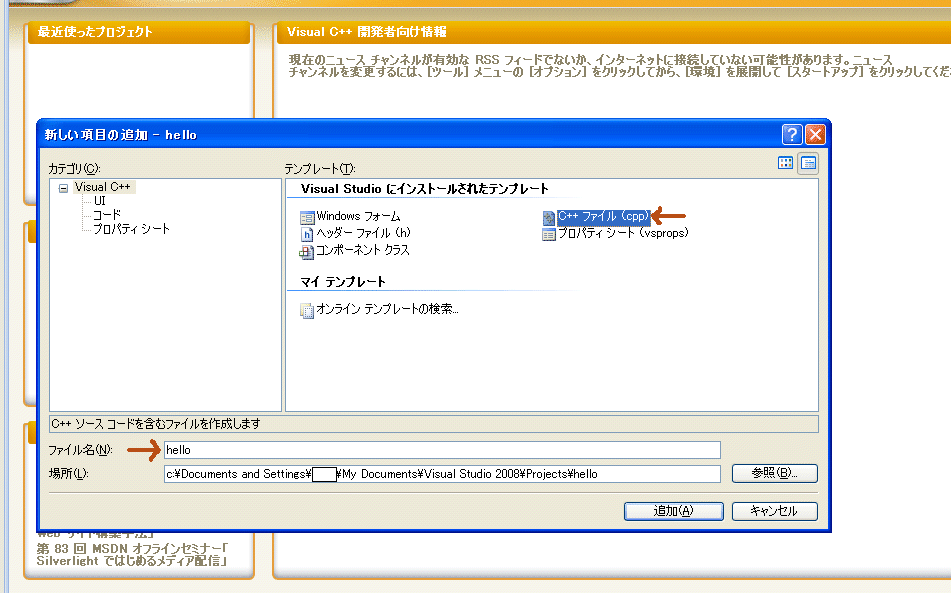 最近使ったプロジェクト
Visual C++ 開発者向け情報
現在のニュース チャンネルが有効な RSS フィードでないか、インターネットに接続していない可能性があります。ニュース
チャンネルを変更するには、[ツール] メニューの [オプション] をクリックしてから、[環境] を展開して [スタートアップ] をクリックしてくだ
新しい項目の追加 - hello
カテゴリ(C):
テンプレート(T):
Visual C++
UI
コード
プロパティ シート
Visual Studio にインストールされたテンプレート
Windows フォーム
C++ ファイル (cpp)
ヘッダー ファイル (h)
プロパティ シート (vsprops)
コンポーネント クラス
マイ テンプレート
オンライン テンプレートの検索...
C++ ソース コードを含むファイルを作成します
ファイル名(N):
hello
場所(L):
c:¥Documents and Settings¥ ¥My Documents¥Visual Studio 2008¥Projects¥hello
参照(B)...
追加(A)
キャンセル
Web サイト構築手法」
第 83 回 MSDN オフラインセミナー「
Silverlight ではじめるメディア配信」